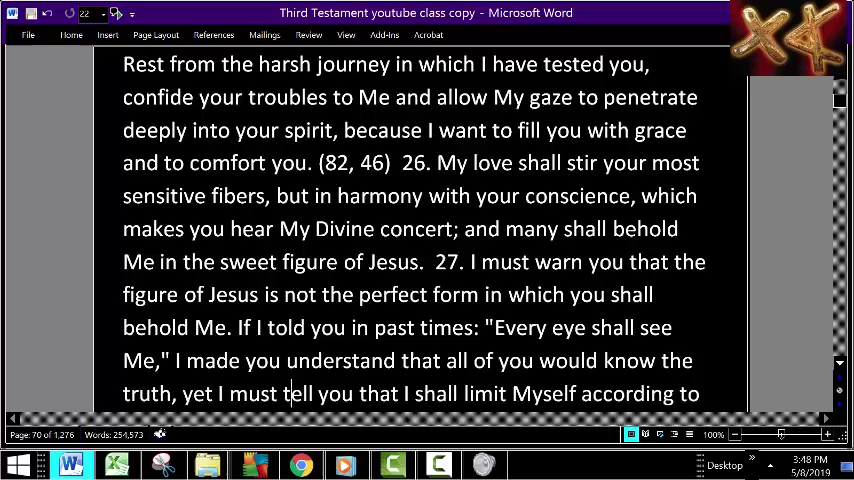 22
Third Testament youtube class copy - Microsoft Word
File Home Insert Page Layout References Mailings Review View Add-Ins Acrobat
Rest from the harsh journey in which I have tested you,
confide your troubles to Me and allow My gaze to penetrate
deeply into your spirit, because I want to fill you with grace
and to comfort you. (82, 46)  26. My love shall stir your most
sensitive fibers, but in harmony with your conscience, which
makes you hear My Divine concert; and many shall behold
Me in the sweet figure of Jesus.  27. I must warn you that the
figure of Jesus is not the perfect form in which you shall
behold Me. If I told you in past times: "Every eye shall see
Me," I made you understand that all of you would know the
truth, yet I must tell you that I shall limit Myself according to
Page: 70 of 1,276 Words: 254,573 100%
Desktop
3:48 PM
5/8/2019